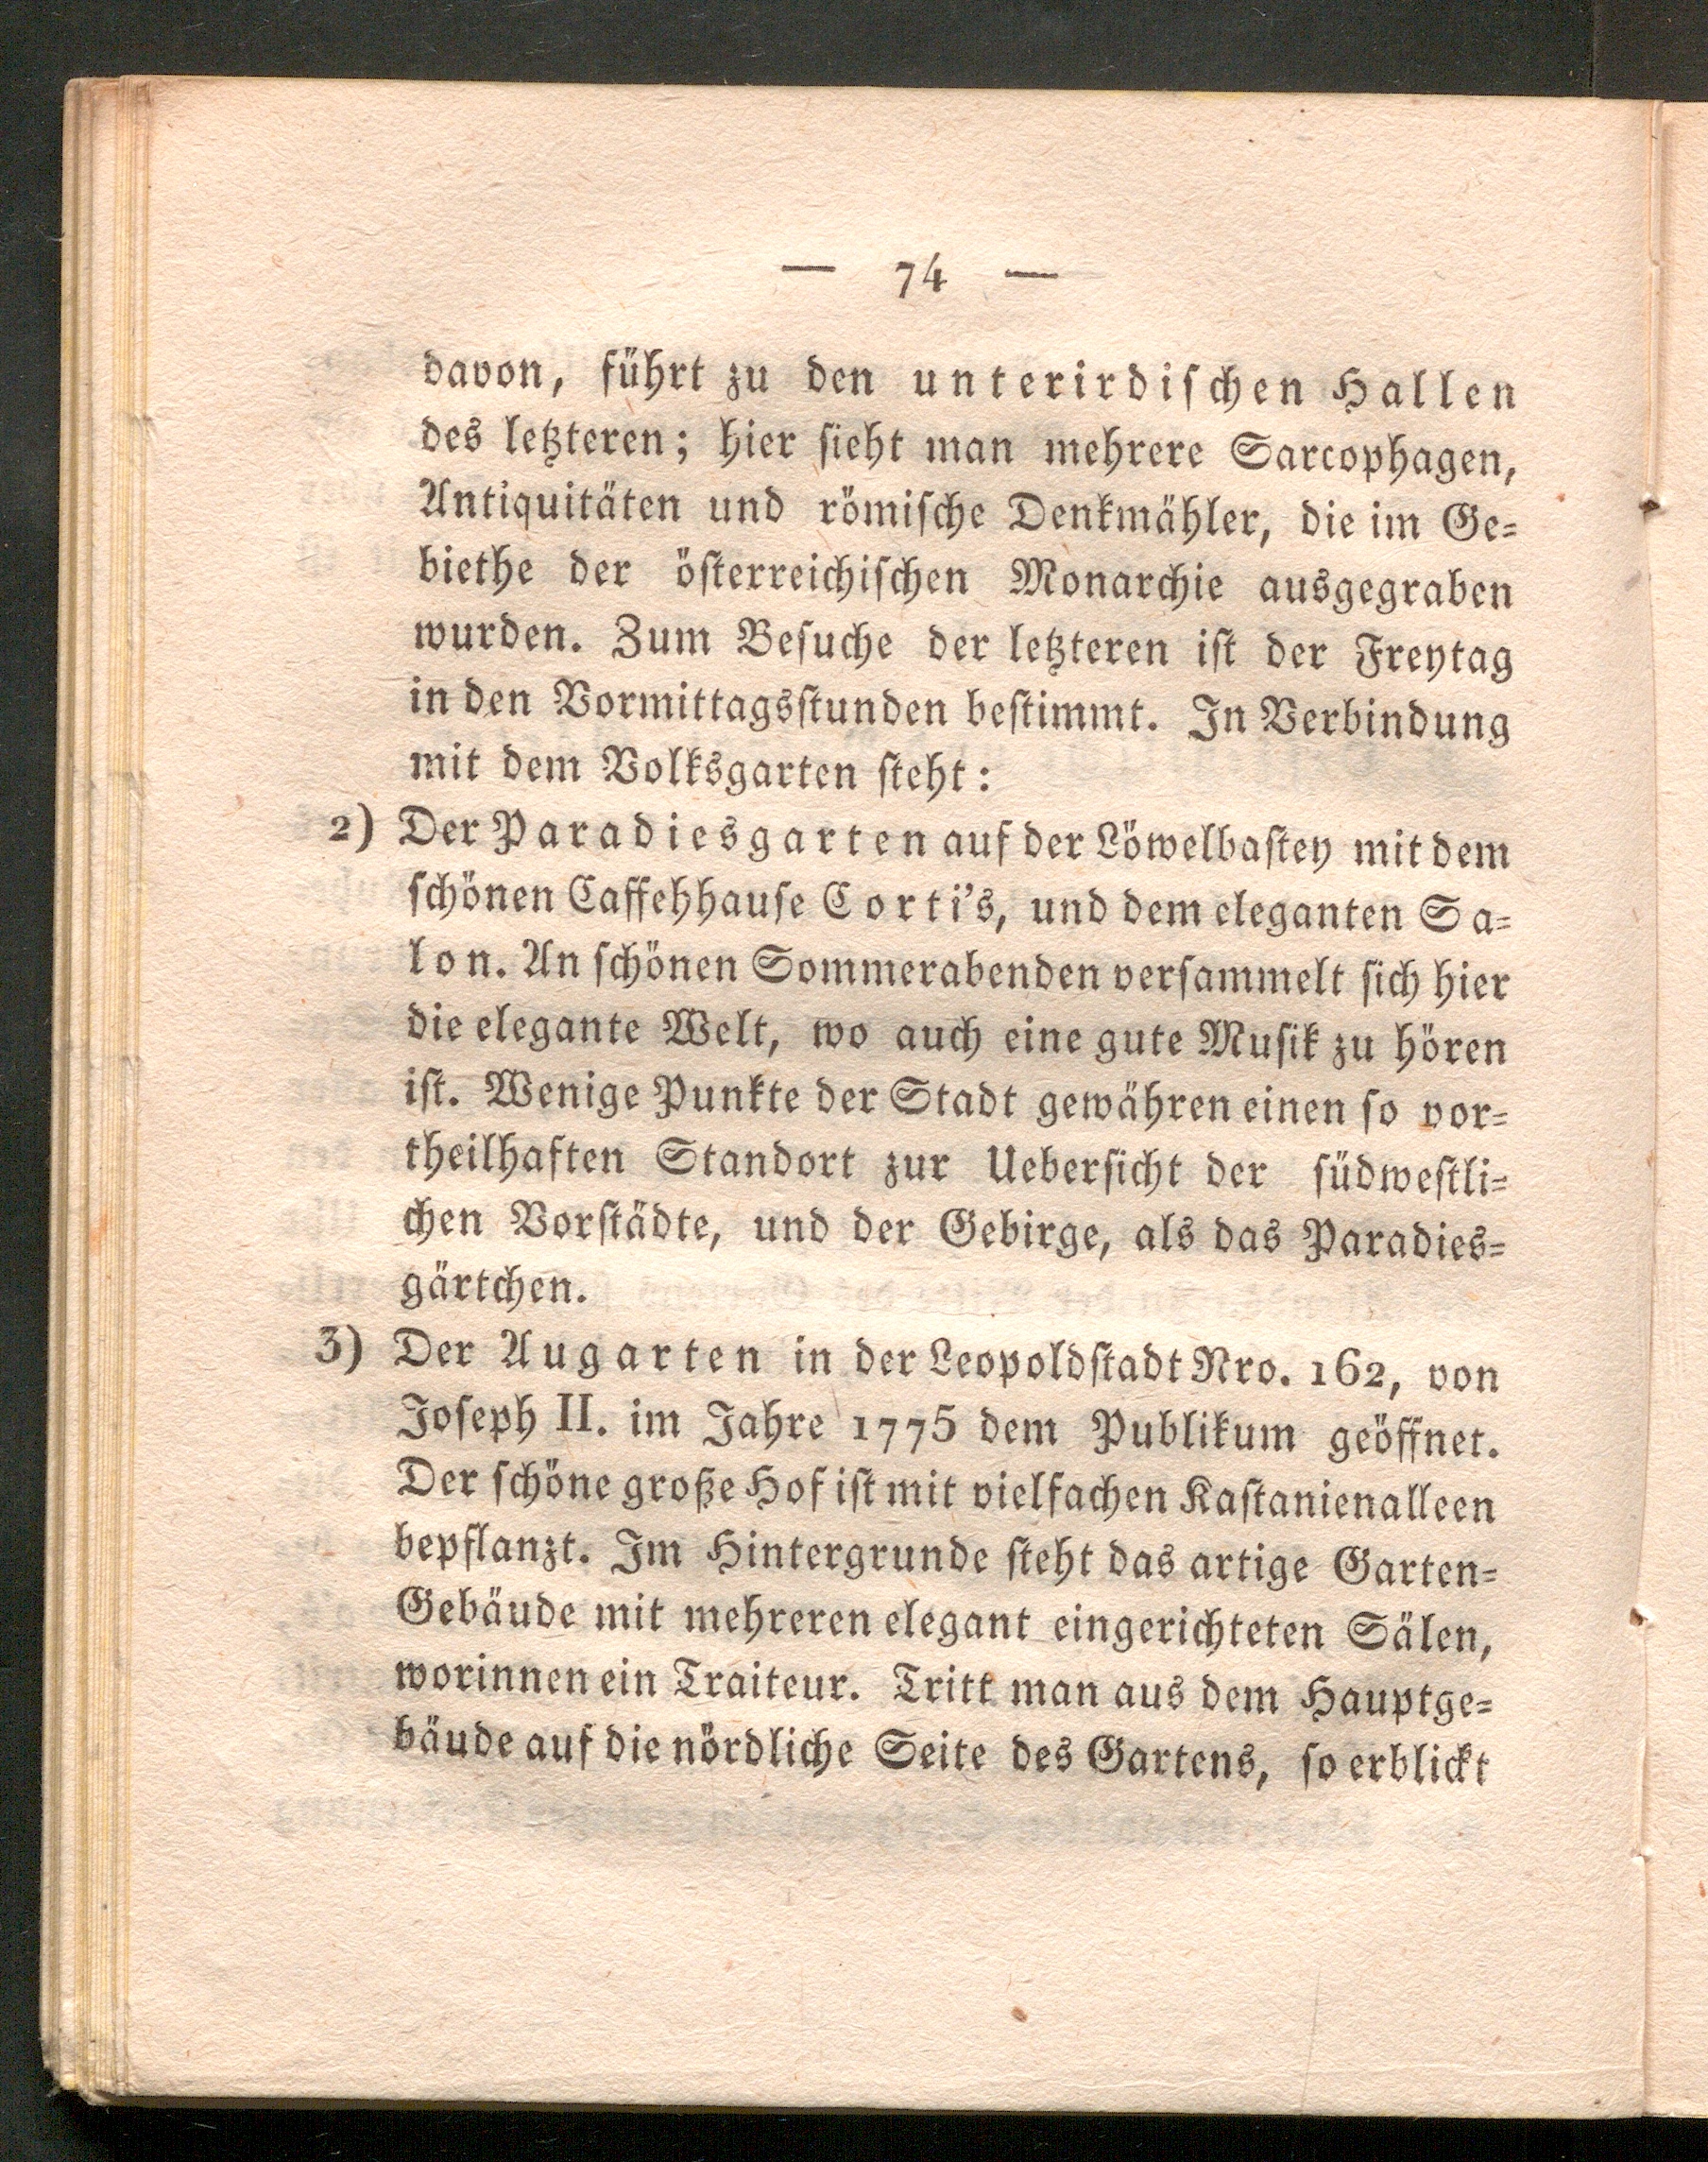 — 74 —
davon, führt zu den unterirdiſchen Hallen
des letzteren; hier ſieht man mehrere Sarcophagen,
Antiquitäten und römiſche Denkmähler, die im Ge-
biethe der öſterreichiſchen Monarchie ausgegraben
wurden. Zum Beſuche der letzteren iſt der Freytag
in den Vormittagsſtunden beſtimmt. In Verbindung
mit dem Volksgarten ſteht:
2) Der Paradiesgarten auf der Löwelbaſtey mit dem
ſchönen Caffehhauſe Corti’s, und dem eleganten Sa-
lon. An ſchönen Sommerabenden verſammelt ſich hier
die elegante Welt, wo auch eine gute Muſik zu hören
iſt. Wenige Punkte der Stadt gewähren einen ſo vor-
theilhaften Standort zur Ueberſicht der ſüdweſtli-
chen Vorſtädte, und der Gebirge, als das Paradies-
gärtchen.
3) Der Augarten in der Leopoldſtadt Nro. 162, von
Joſeph II. im Jahre 1775 dem Publikum geöffnet.
Der ſchöne große Hof iſt mit vielfachen Kaſtanienalleen
bepflanzt. Im Hintergrunde ſteht das artige Garten-
Gebäude mit mehreren elegant eingerichteten Sälen,
worinnen ein Traiteur. Tritt man aus dem Hauptge-
bäude auf die nördliche Seite des Gartens, ſo erblickt